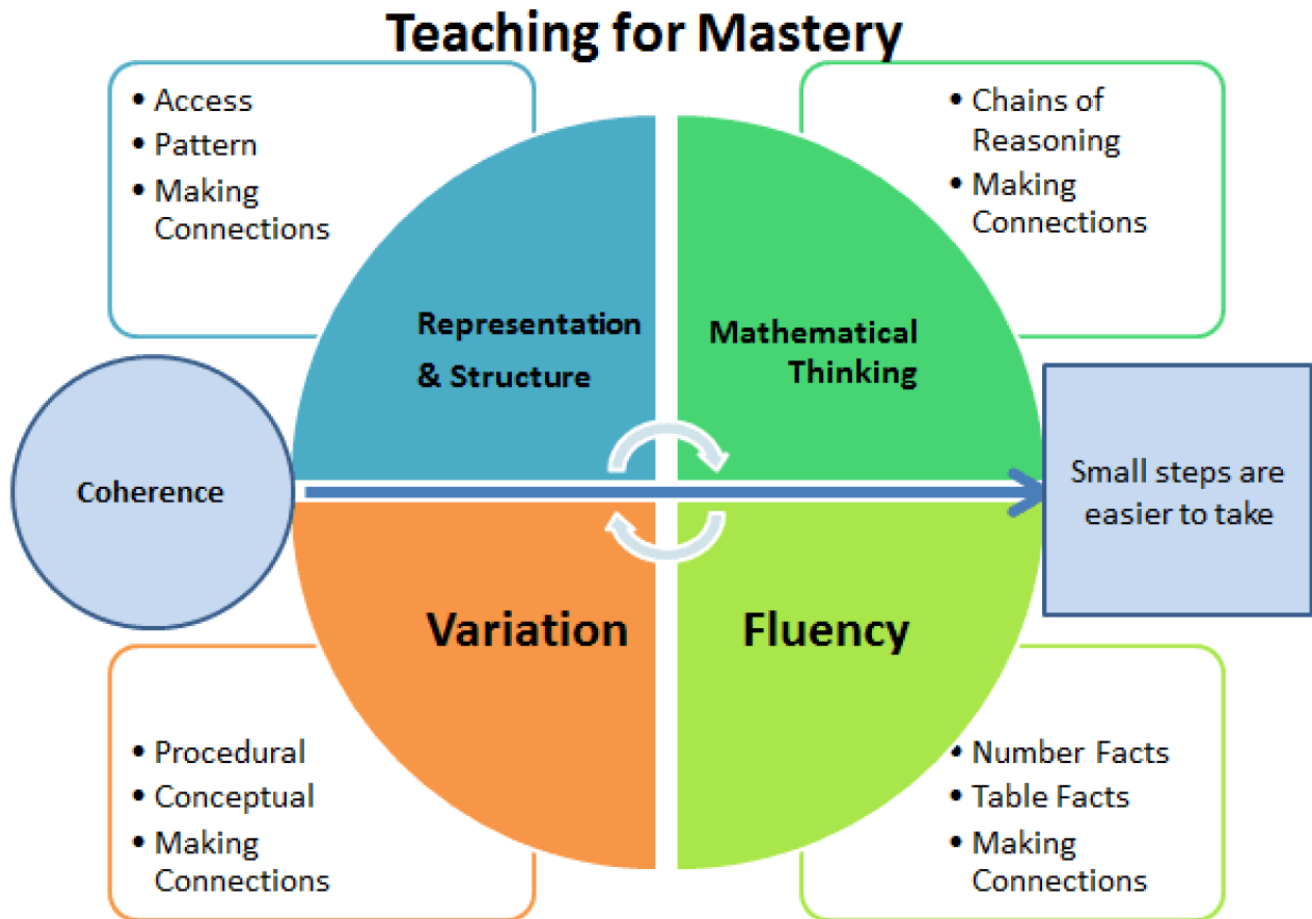 Teaching for Mastery
• Access
• Pattern
• Making
Connections
• Chains of
Reasoning
• Making
Connections
Representation
& Structure
Mathematical
Thinking
Coherence
Small steps are
easier to take
Variation
Fluency
• Procedural
• Conceptual
• Making
Connections
• Number Facts
• Table Facts
• Making
Connections